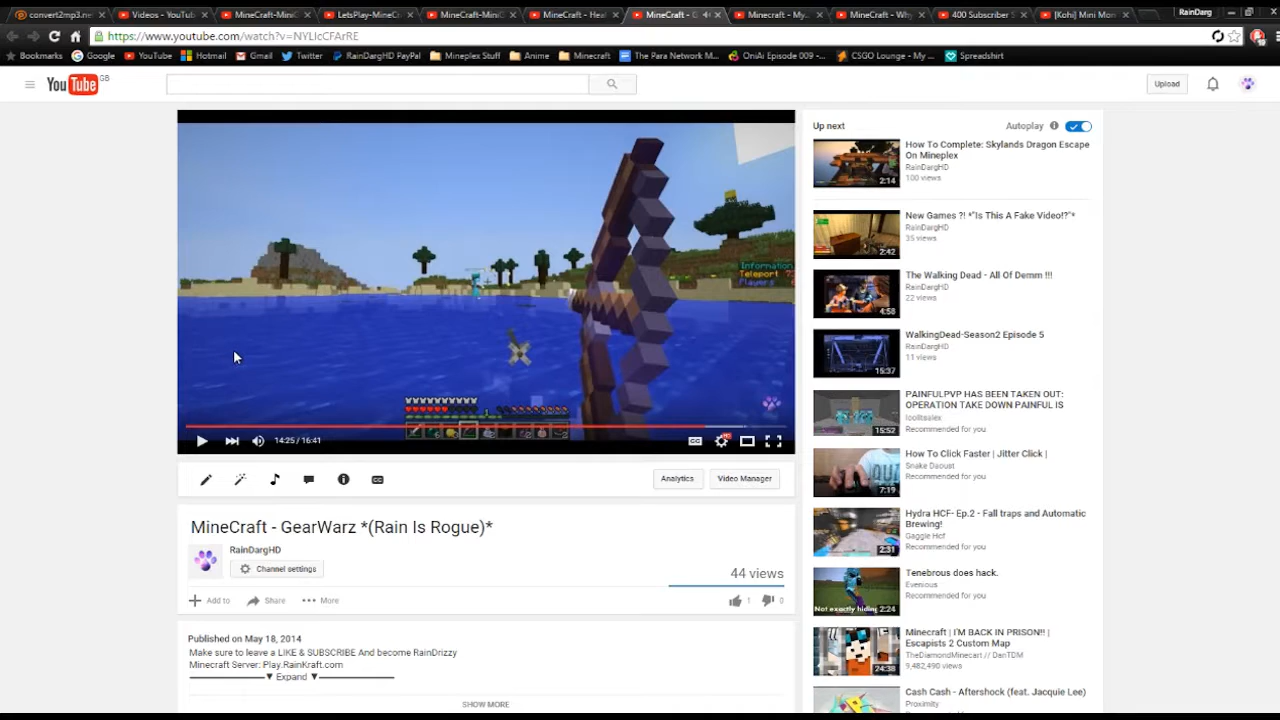 convert2mp3.ne
Videos - YouTub
MineCraft-MiniC
LetsPlay-MineCr
MineCraft-MiniD
MineCraft - Hea
MineCraft - G
Minecraft - My
MineCraft - Why
400 Subscriber S
[Kohi] Mini Mon
RainDarg
https://www.youtube.com/watch?v=NYLIcCFArRE
Bookmarks
Google
YouTube
Hotmail
Gmail
Twitter
RainDargHD PayPal
Mineplex Stuff
Anime
Minecraft
The Para Network M...
OniAi Episode 009 -...
CSGO Lounge - My ...
Spreadshirt
YouTube GB
Upload
Information
Teleport
Players
14:25 / 16:41
CC
HD
Analytics
Video Manager
MineCraft - GearWarz *(Rain Is Rogue)*
RainDargHD
Channel settings
44 views
Add to
Share
More
1
0
Published on May 18, 2014
Make sure to leave a LIKE & SUBSCRIBE And become RainDrizzy
Minecraft Server: Play.RainKraft.com
▼ Expand ▼
SHOW MORE
Up next
Autoplay
How To Complete: Skylands Dragon Escape
On Mineplex
RainDargHD
100 views
2:14
New Games ?! *"Is This A Fake Video!?"*
RainDargHD
35 views
2:42
The Walking Dead - All Of Demm !!!
RainDargHD
22 views
4:58
WalkingDead-Season2 Episode 5
RainDargHD
11 views
15:37
PAINFULPVP HAS BEEN TAKEN OUT:
OPERATION TAKE DOWN PAINFUL IS
loolitsalex
Recommended for you
15:52
How To Click Faster | Jitter Click |
Snake Daoust
Recommended for you
7:19
Hydra HCF- Ep.2 - Fall traps and Automatic
Brewing!
Gaggle Hcf
Recommended for you
2:31
Tenebrous does hack.
Evenious
Recommended for you
Not exactly hiding
2:24
Minecraft | I'M BACK IN PRISON!! |
Escapists 2 Custom Map
TheDiamondMinecart // DanTDM
9,482,490 views
24:38
Cash Cash - Aftershock (feat. Jacquie Lee)
Proximity